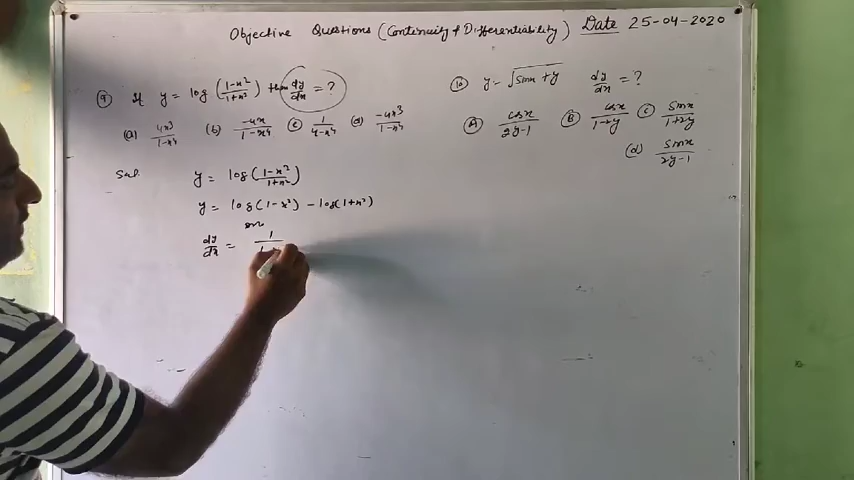 Objective Questions (Continuity & Differentiability) Date 25-04-2020
⑨ If y = log (1-x²/1+x²) then dy/dx = ?
(a) 4x³/1-x⁴ (b) -4x/1-x⁴ (c) 1/4-x⁴ (d) -4x³/1-x⁴
Sol. y = log (1-x²/1+x²)
y = log(1-x²) - log(1+x²)
dy/dx = 1
⑩ y = √sinx + y dy/dx = ?
(A) cosx/2y-1 (B) cosx/1-2y (C) sinx/1+2y
(d) sinx/2y-1